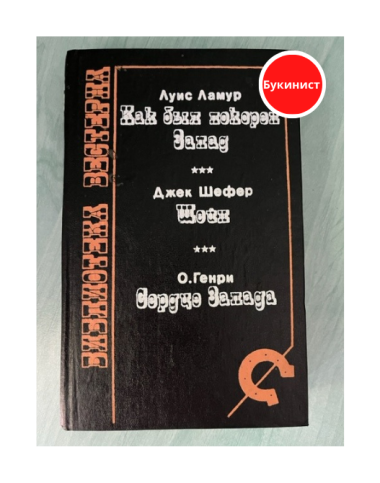 Букинист
БИБЛИОТЕКА ВЕСТЕРНА
Луис Ламур
Как был покорен
Запад
***
Джек Шефер
Шейн
***
О.Генри
Сердце Запада